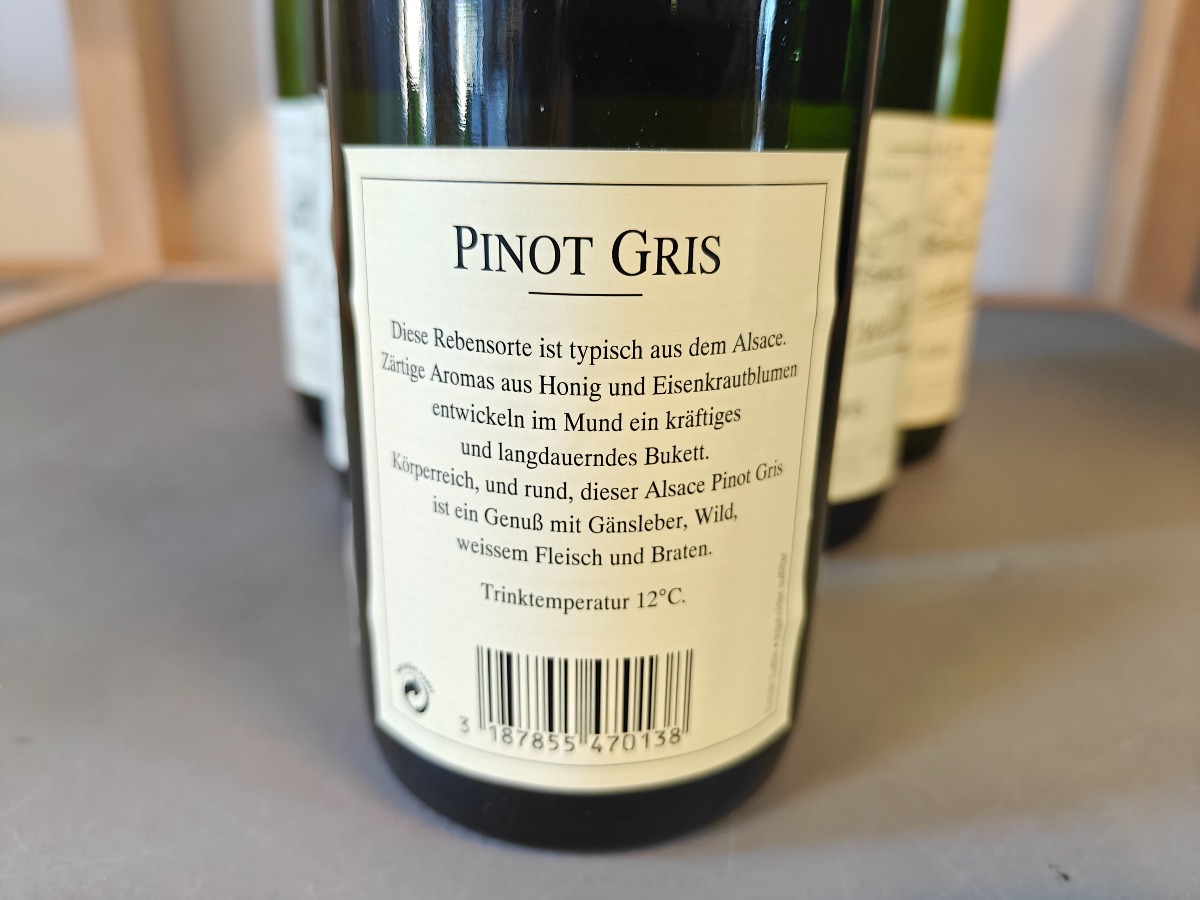 PINOT GRIS
Diese Rebensorte ist typisch aus dem Alsace.
Zärtige Aromas aus Honig und Eisenkrautblumen
entwickeln im Mund ein kräftiges
und langdauerndes Bukett.
Körperreich, und rund, dieser Alsace Pinot Gris
ist ein Genuß mit Gänsleber, Wild,
weissem Fleisch und Braten.
Trinktemperatur 12°C.
3 187855 470138